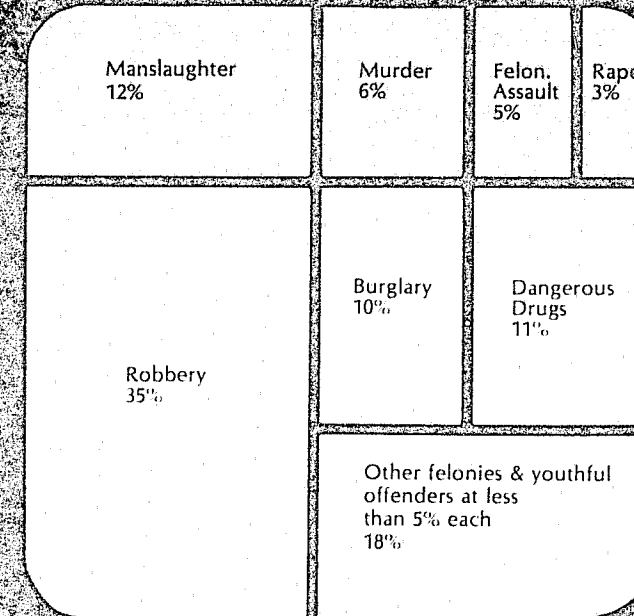 Manslaughter
12%
Murder
6%
Felon.
Assault
5%
Rape
3%
Robbery
35%
Burglary
10%
Dangerous
Drugs
11%
Other felonies & youthful
offenders at less
than 5% each
18%